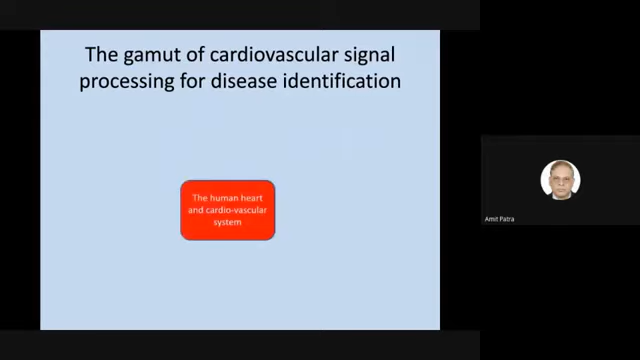 The gamut of cardiovascular signal
processing for disease identification
The human heart
and cardio-vascular
system
Amit Patra